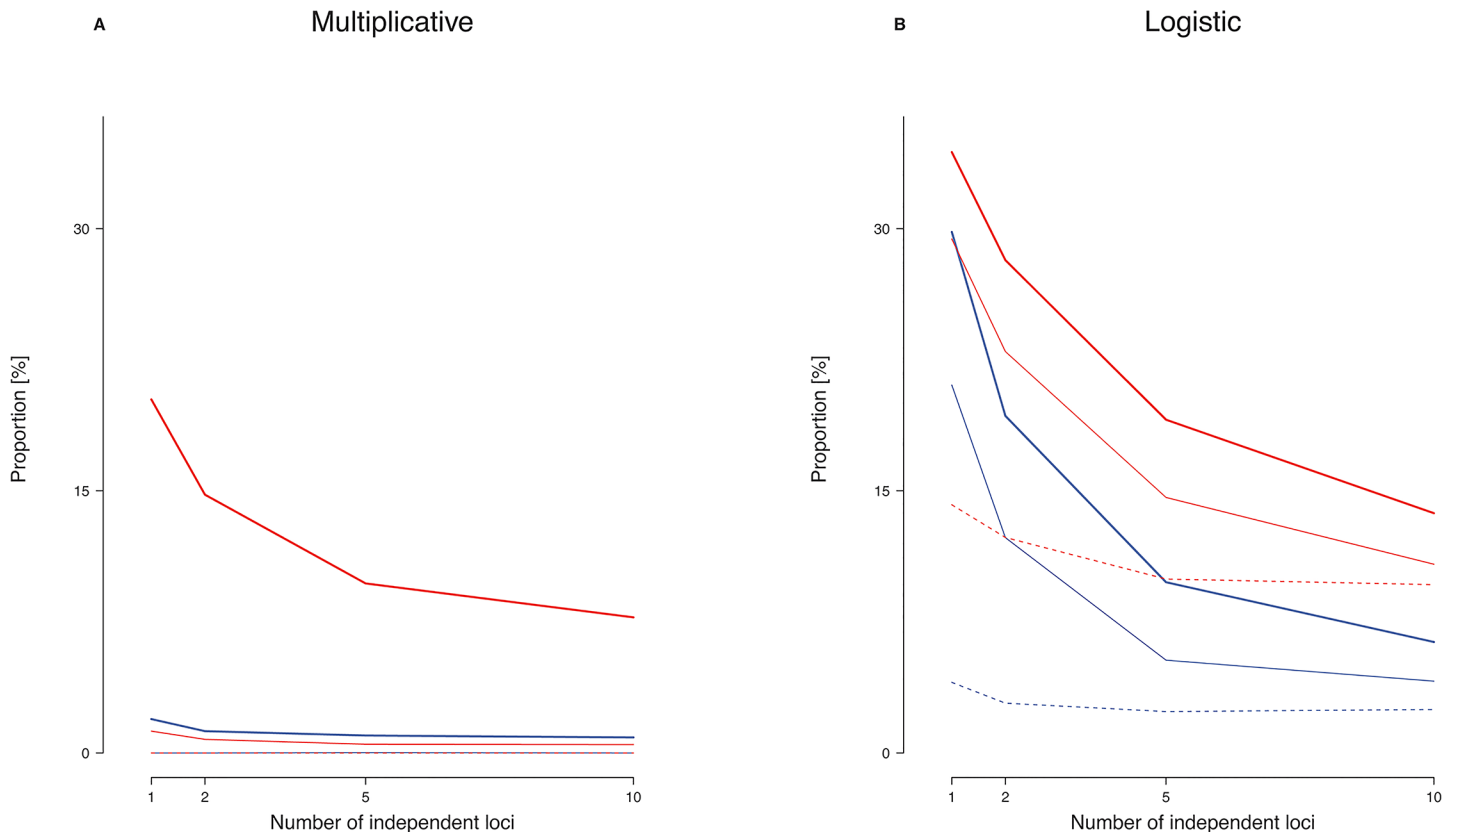 A
Multiplicative
Proportion [%]
30
15
0
1 2 5 10
Number of independent loci
B
Logistic
Proportion [%]
30
15
0
1 2 5 10
Number of independent loci